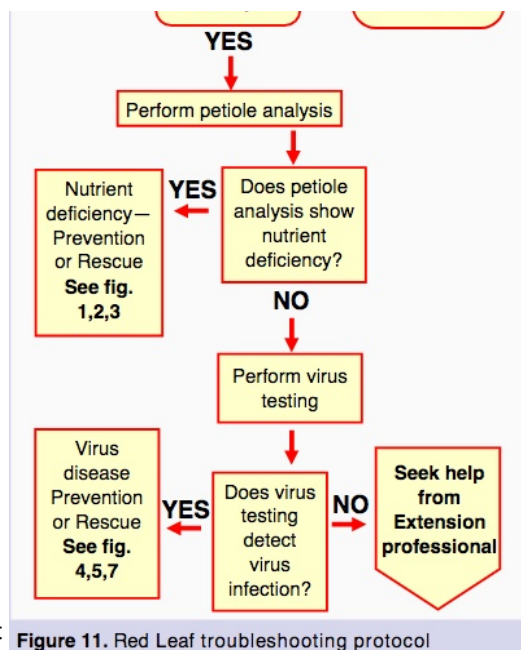 YES
Perform petiole analysis
Nutrient
deficiency—
Prevention
or Rescue
See fig.
1,2,3
YES
Does petiole
analysis show
nutrient
deficiency?
NO
Perform virus
testing
Virus
disease
Prevention
or Rescue
See fig.
4,5,7
YES
Does virus
testing
detect
virus
infection?
NO
Seek help
from
Extension
professional
Figure 11. Red Leaf troubleshooting protocol